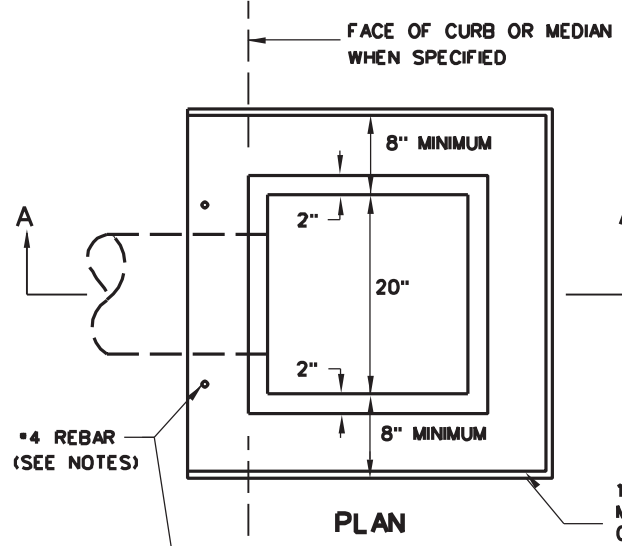 FACE OF CURB OR MEDIAN
WHEN SPECIFIED
8" MINIMUM
A
2"
20"
2"
#4 REBAR
(SEE NOTES)
8" MINIMUM
PLAN